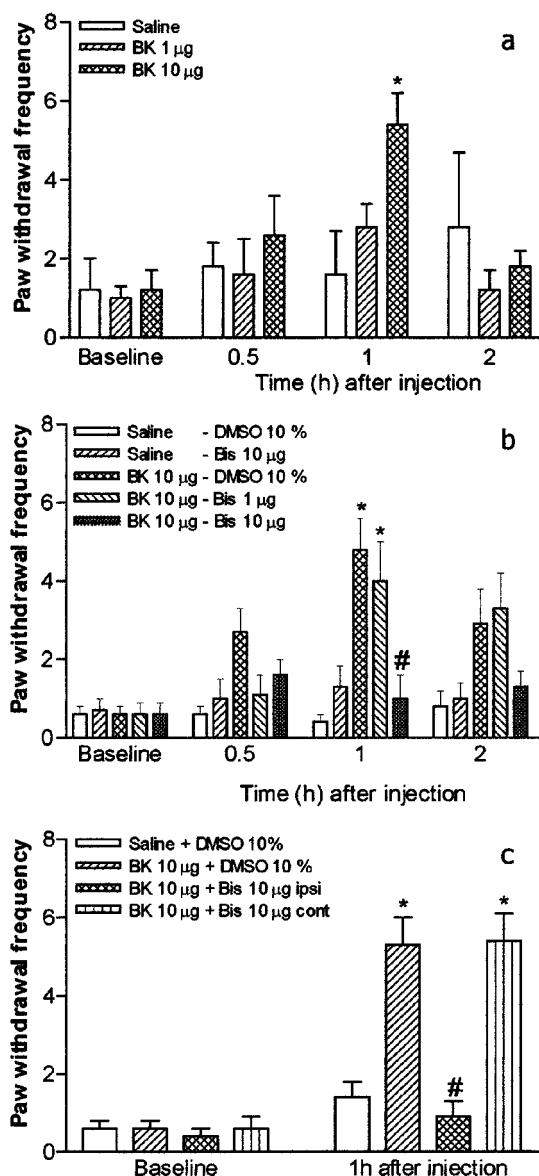 a
Saline
BK 1 μg
BK 10 μg
Paw withdrawal frequency
8
6
4
2
0
*
Baseline 0.5 1 2
Time (h) after injection
b
Saline - DMSO 10 %
Saline - Bis 10 μg
BK 10 μg - DMSO 10 %
BK 10 μg - Bis 1 μg
BK 10 μg - Bis 10 μg
Paw withdrawal frequency
8
6
4
2
0
* * #
Baseline 0.5 1 2
Time (h) after injection
c
Saline + DMSO 10%
BK 10 μg + DMSO 10 %
BK 10 μg + Bis 10 μg ipsi
BK 10 μg + Bis 10 μg cont
Paw withdrawal frequency
8
6
4
2
0
* # *
Baseline 1h after injection